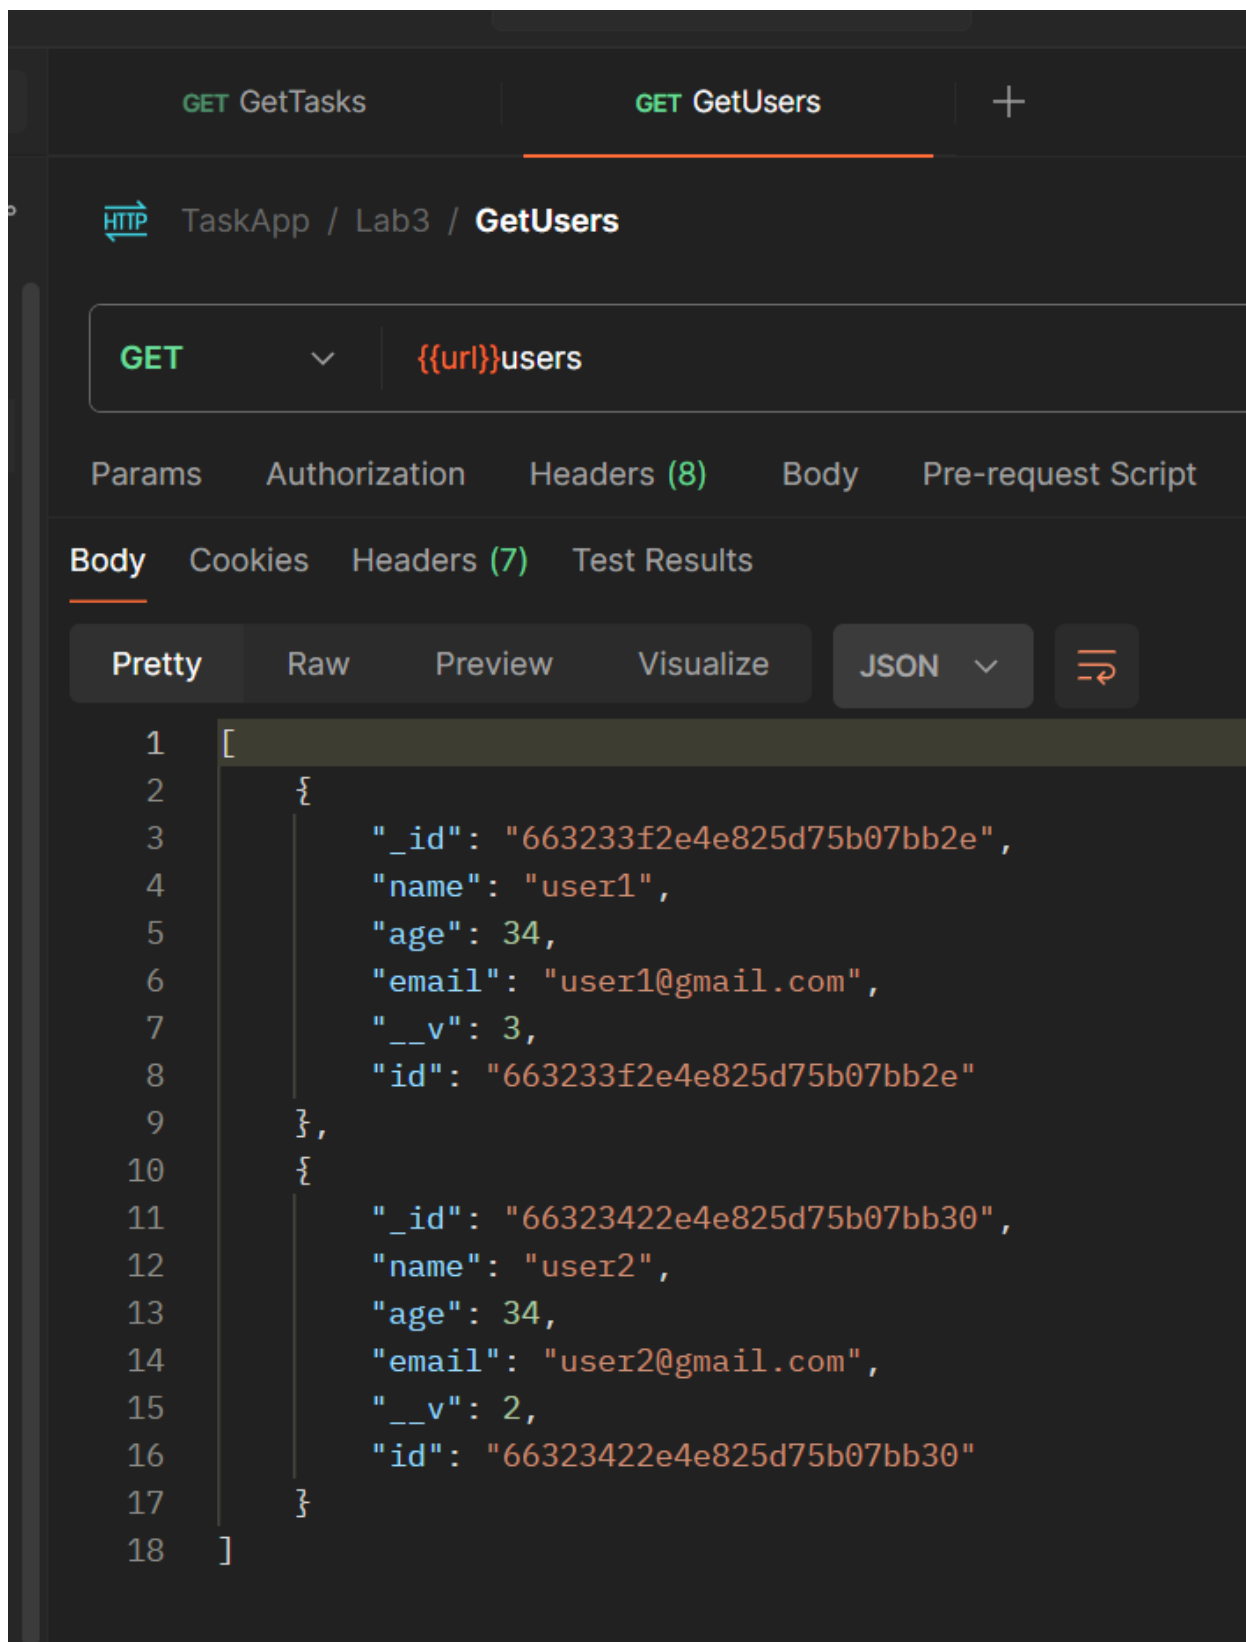 GET GetTasks GET GetUsers
HTTP TaskApp / Lab3 / GetUsers
GET {{url}}users
Params Authorization Headers (8) Body Pre-request Script
Body Cookies Headers (7) Test Results
Pretty Raw Preview Visualize JSON
1 [
2 {
3 "_id": "663233f2e4e825d75b07bb2e",
4 "name": "user1",
5 "age": 34,
6 "email": "user1@gmail.com",
7 "__v": 3,
8 "id": "663233f2e4e825d75b07bb2e"
9 },
10 {
11 "_id": "66323422e4e825d75b07bb30",
12 "name": "user2",
13 "age": 34,
14 "email": "user2@gmail.com",
15 "__v": 2,
16 "id": "66323422e4e825d75b07bb30"
17 }
18 ]